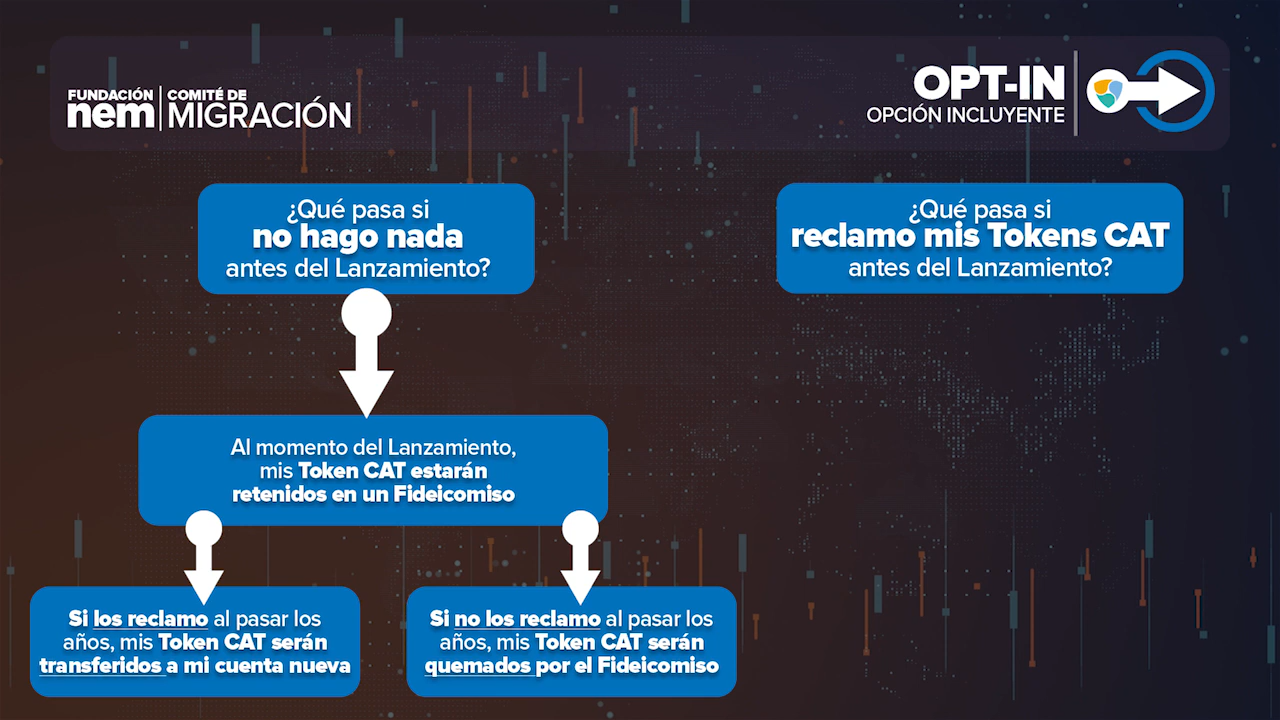 FUNDACIÓN
nem
COMITÉ DE
MIGRACIÓN
OPT-IN
OPCIÓN INCLUYENTE
¿Qué pasa si
no hago nada
antes del Lanzamiento?
¿Qué pasa si
reclamo mis Tokens CAT
antes del Lanzamiento?
Al momento del Lanzamiento,
mis Token CAT estarán
retenidos en un Fideicomiso
Si los reclamo al pasar los
años, mis Token CAT serán
transferidos a mi cuenta nueva
Si no los reclamo al pasar los
años, mis Token CAT serán
quemados por el Fideicomiso